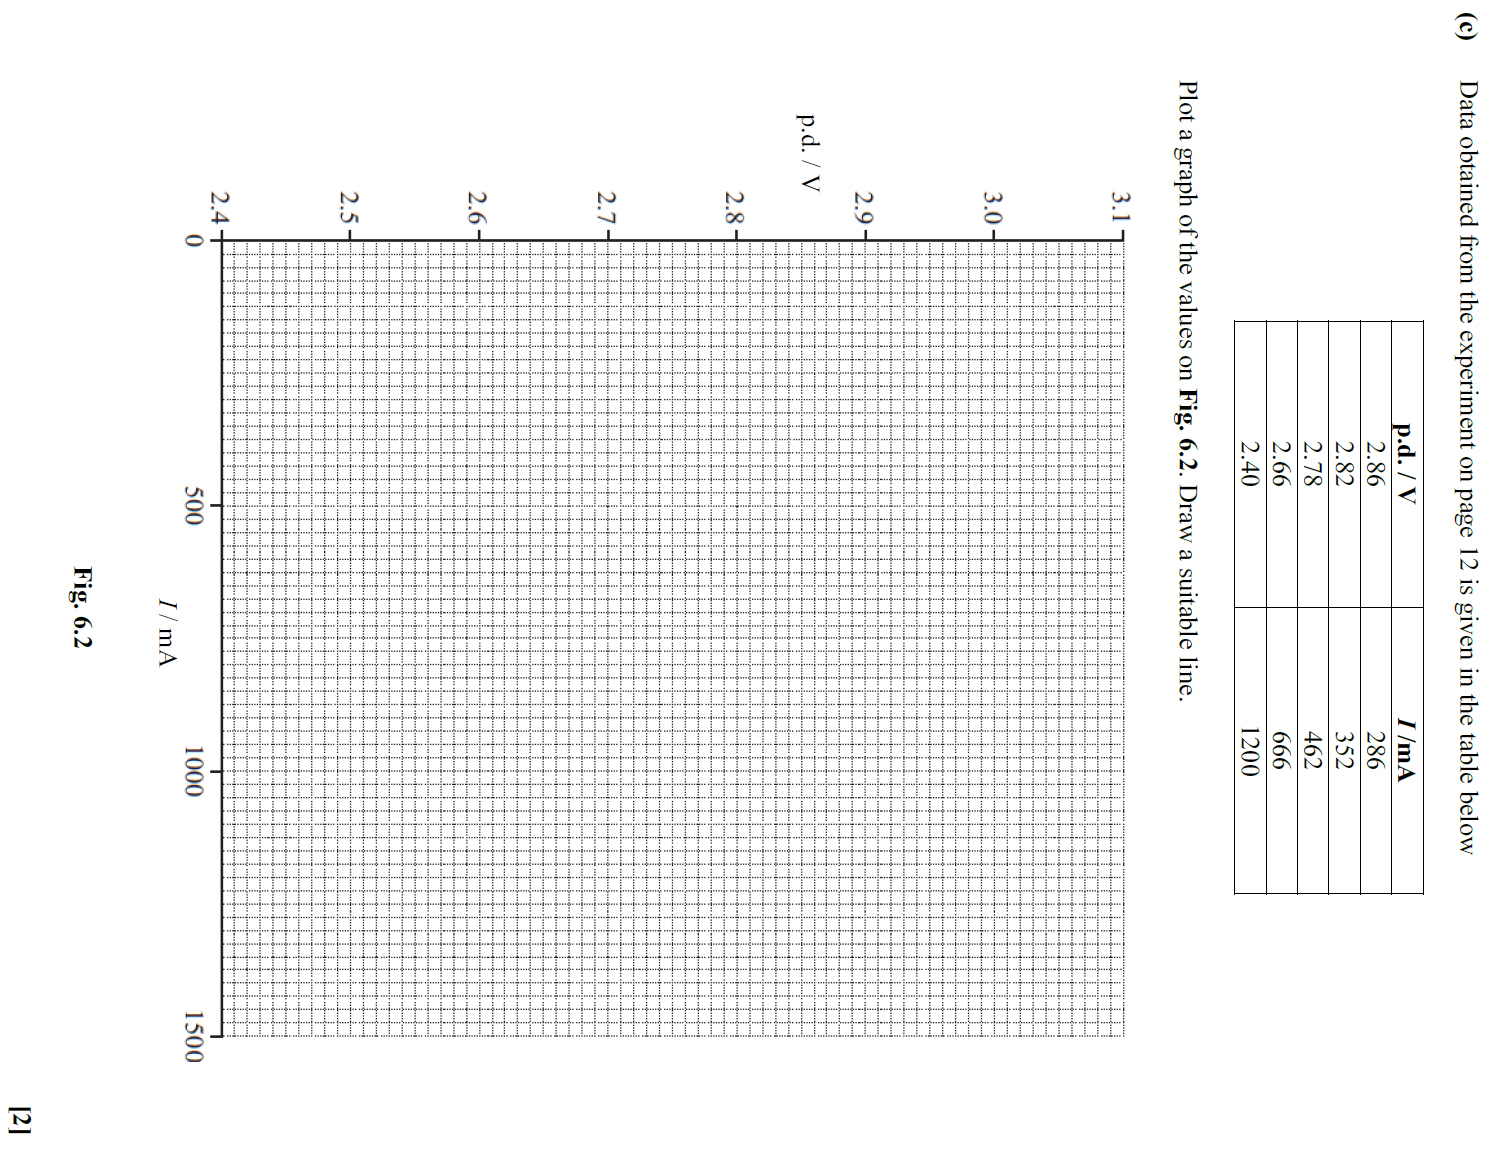 (c) Data obtained from the experiment on page 12 is given in the table below
p.d. / V I /mA
2.86 286
2.82 352
2.78 462
2.66 666
2.40 1200
Plot a graph of the values on Fig. 6.2. Draw a suitable line.
3.1
3.0
2.9
p.d. / V
2.8
2.7
2.6
2.5
2.4
0 500 1000 1500
I / mA
Fig. 6.2
[2]